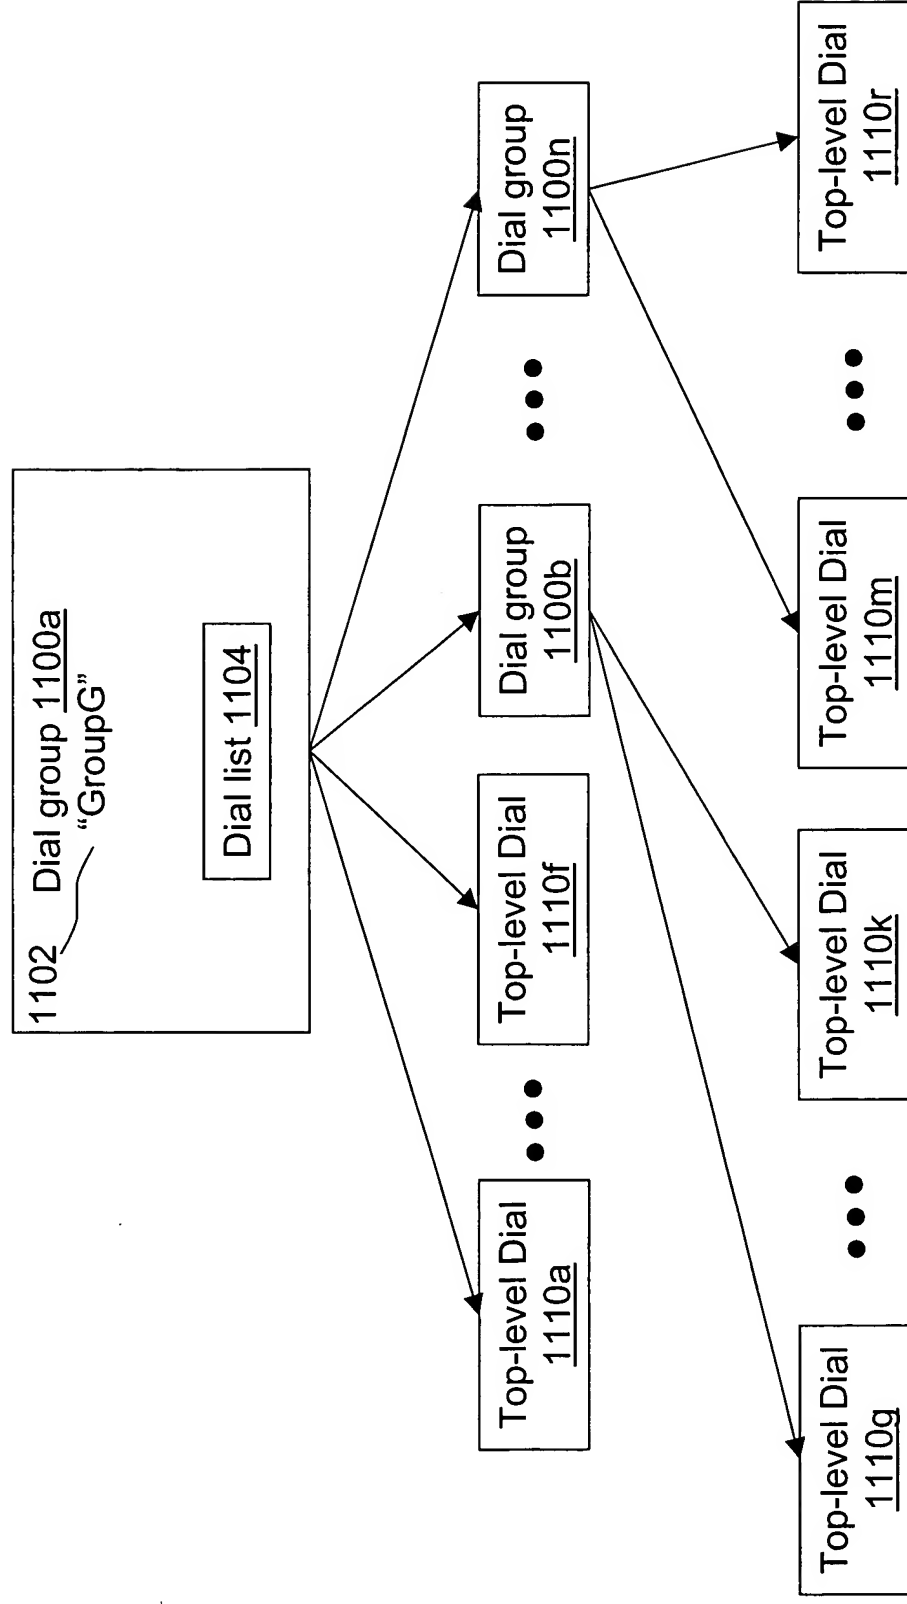 1102
Dial group 1100a
“GroupG”
Dial list 1104
Top-level Dial
1110a
Top-level Dial
1110f
Dial group
1100b
Dial group
1100n
Top-level Dial
1110g
Top-level Dial
1110k
Top-level Dial
1110m
Top-level Dial
1110r